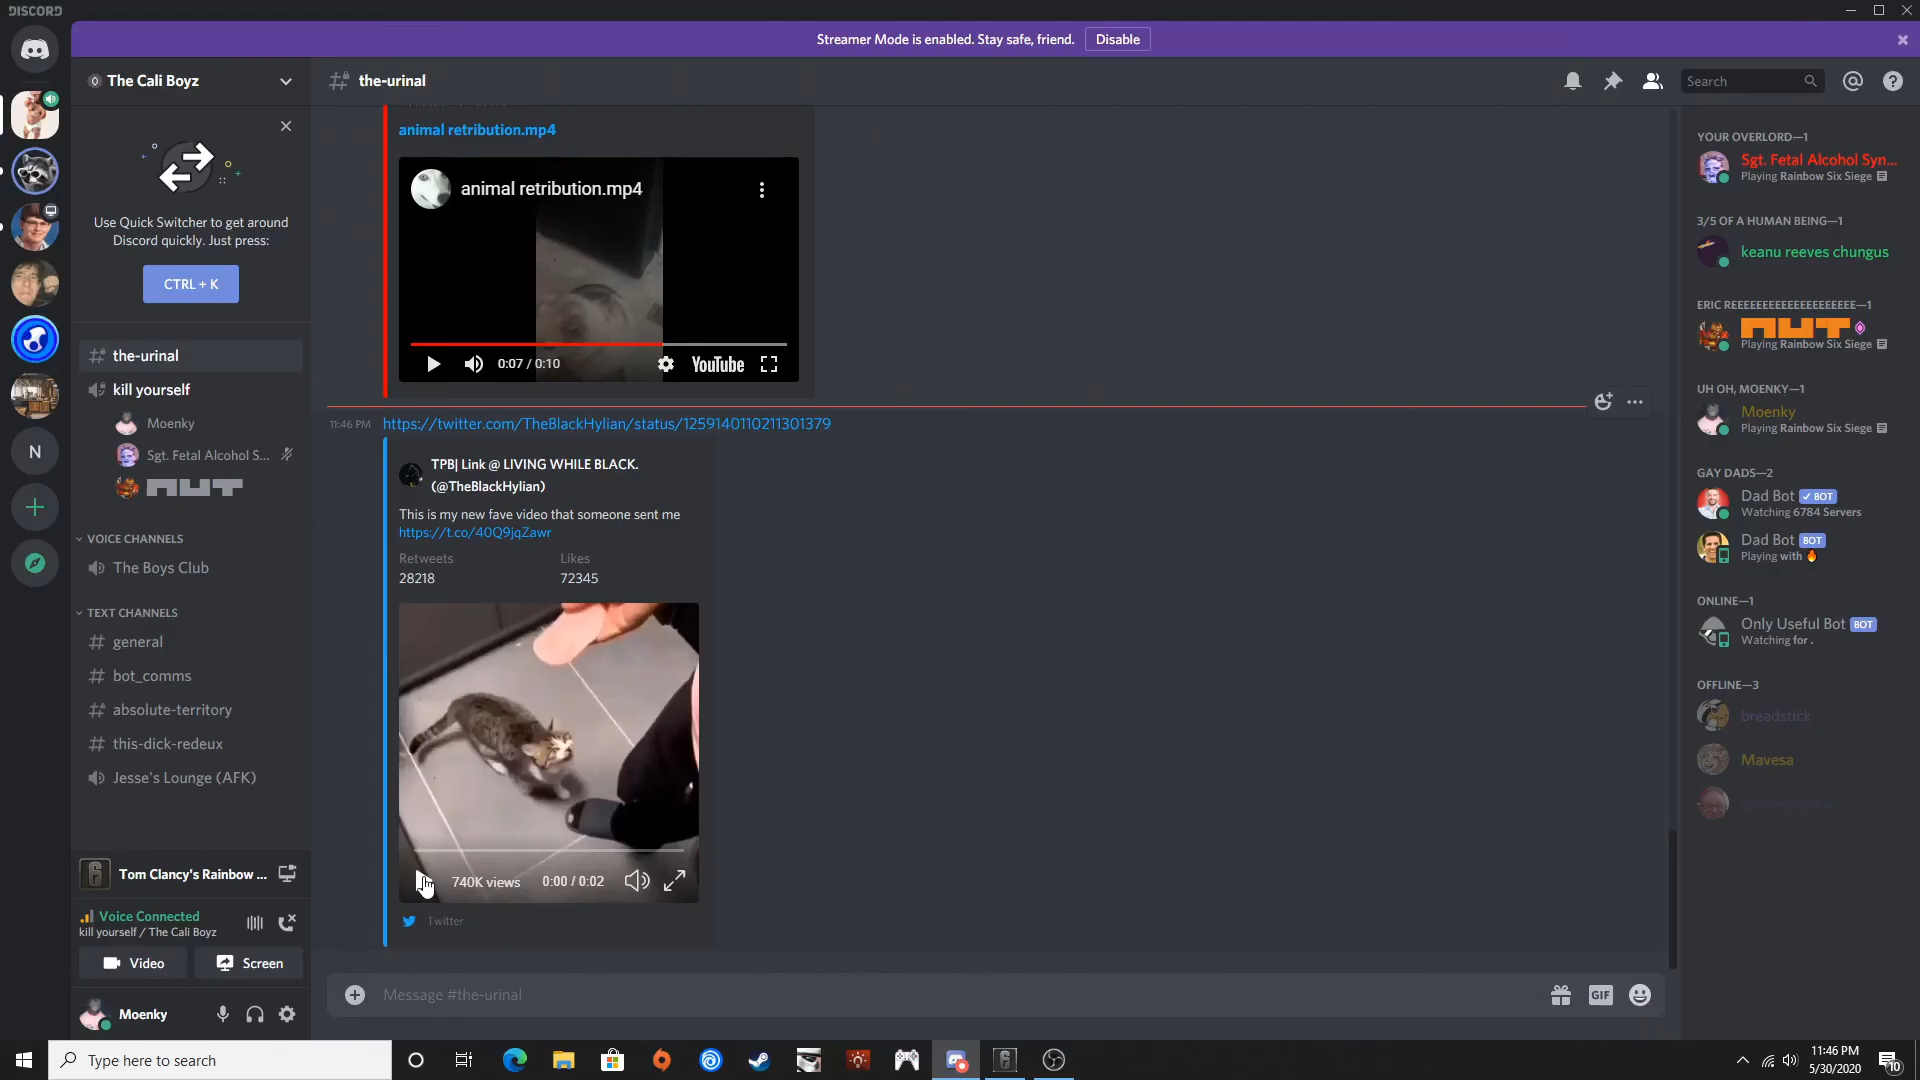 DISCORD
Streamer Mode is enabled. Stay safe, friend.
Disable
The Cali Boyz
the-urinal
Search
Use Quick Switcher to get around
Discord quickly. Just press:
CTRL + K
the-urinal
kill yourself
Moenky
Sgt. Fetal Alcohol S...
NUT
N
VOICE CHANNELS
The Boys Club
TEXT CHANNELS
general
bot_comms
absolute-territory
this-dick-redeux
Jesse's Lounge (AFK)
Tom Clancy's Rainbow ...
Voice Connected
kill yourself / The Cali Boyz
Video
Screen
Moenky
animal retribution.mp4
animal retribution.mp4
0:07 / 0:10
YouTube
11:46 PM
https://twitter.com/TheBlackHylian/status/1259140110211301379
TPB| Link @ LIVING WHILE BLACK.
(@TheBlackHylian)
This is my new fave video that someone sent me
https://t.co/40Q9jqZawr
Retweets
Likes
28218
72345
740K views
0:00 / 0:02
Twitter
Message #the-urinal
GIF
YOUR OVERLORD—1
Sgt. Fetal Alcohol Syn...
Playing Rainbow Six Siege
3/5 OF A HUMAN BEING—1
keanu reeves chungus
ERIC REEEEEEEEEEEEEEEEEEE—1
NUT
Playing Rainbow Six Siege
UH OH, MOENKY—1
Moenky
Playing Rainbow Six Siege
GAY DADS—2
Dad Bot BOT
Watching 6784 Servers
Dad Bot BOT
Playing with 🔥
ONLINE—1
Only Useful Bot BOT
Watching for .
OFFLINE—3
breadstick
Mavesa
Type here to search
11:46 PM
5/30/2020
10